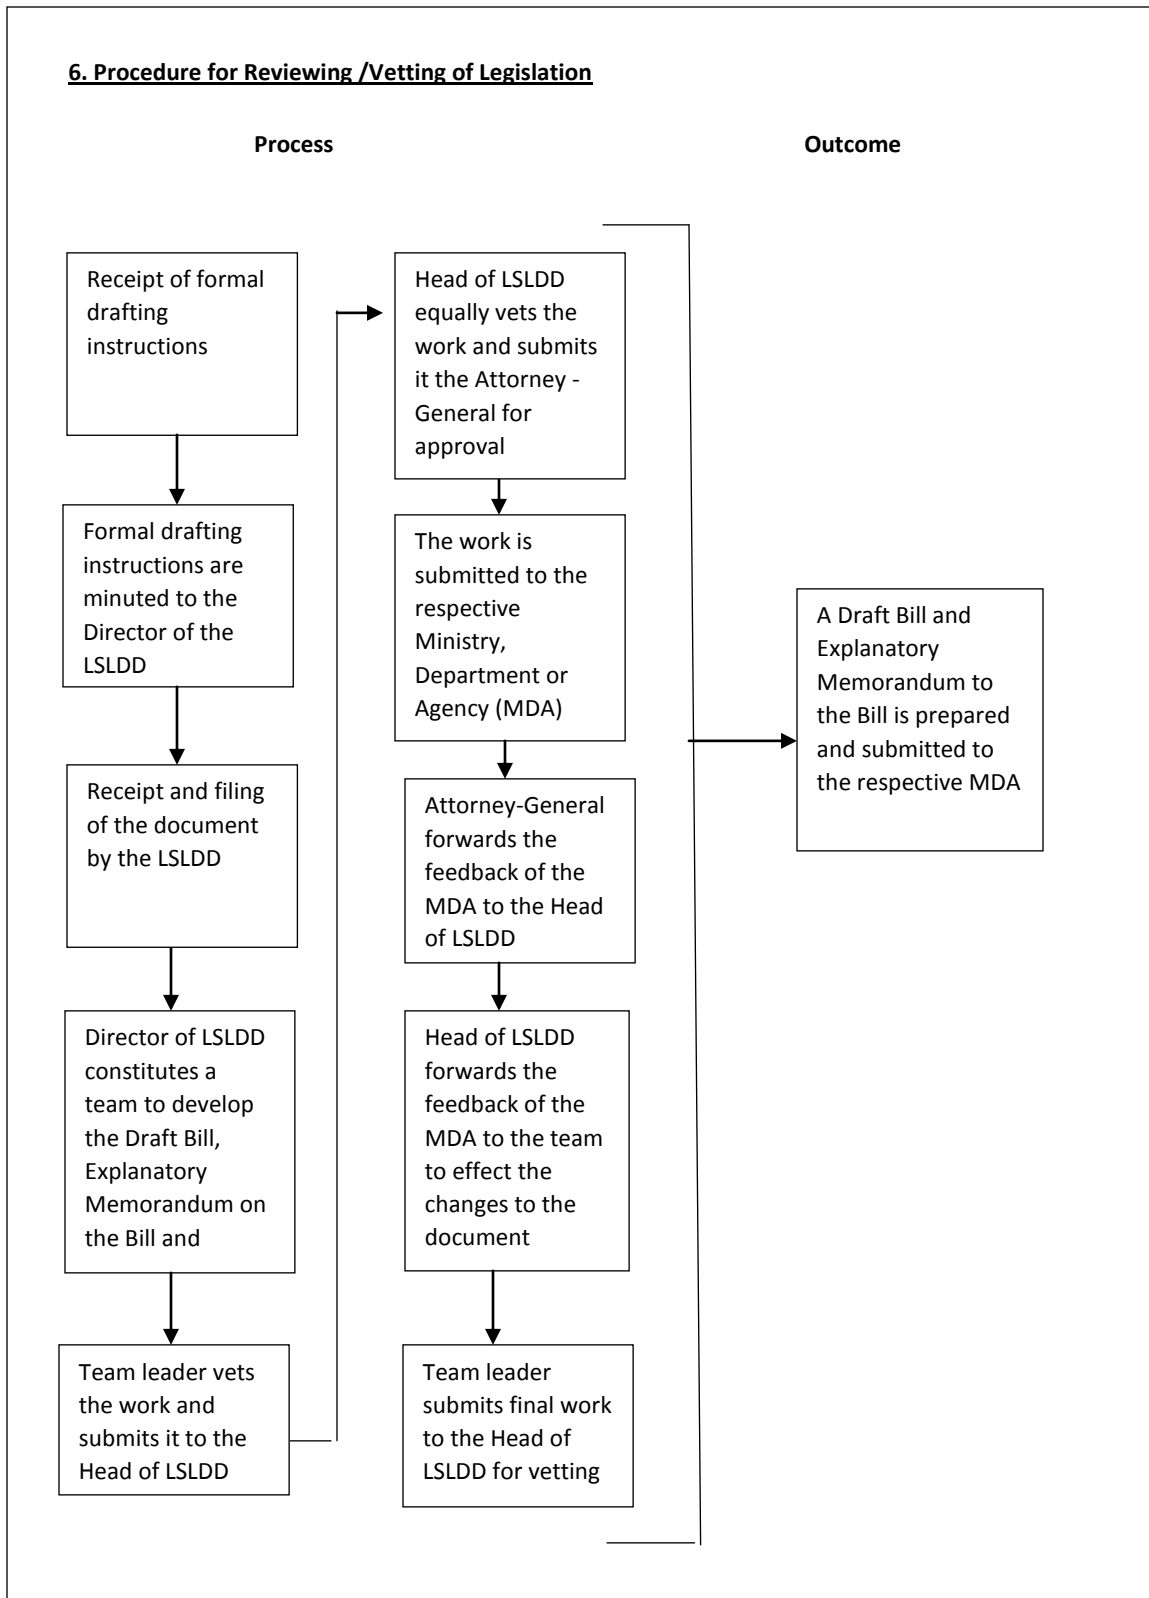 6. Procedure for Reviewing /Vetting of Legislation
Process
Outcome
Receipt of formal
drafting
instructions
Formal drafting
instructions are
minuted to the
Director of the
LSLDD
Receipt and filing
of the document
by the LSLDD
Director of LSLDD
constitutes a
team to develop
the Draft Bill,
Explanatory
Memorandum on
the Bill and
Team leader vets
the work and
submits it to the
Head of LSLDD
Head of LSLDD
equally vets the
work and submits
it the Attorney -
General for
approval
The work is
submitted to the
respective
Ministry,
Department or
Agency (MDA)
Attorney-General
forwards the
feedback of the
MDA to the Head
of LSLDD
Head of LSLDD
forwards the
feedback of the
MDA to the team
to effect the
changes to the
document
Team leader
submits final work
to the Head of
LSLDD for vetting
A Draft Bill and
Explanatory
Memorandum to
the Bill is prepared
and submitted to
the respective MDA